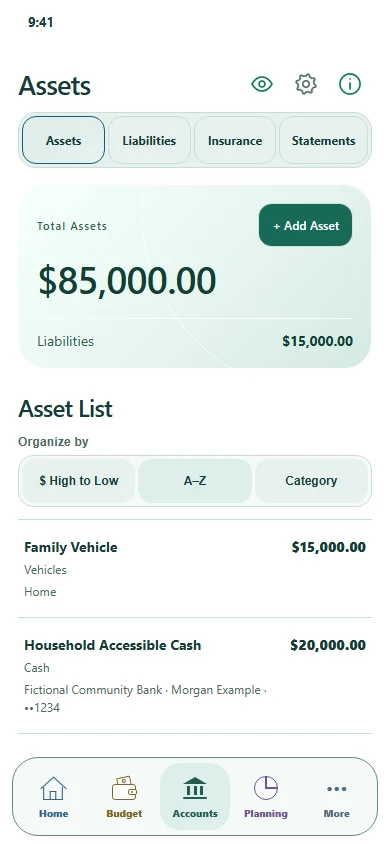 9:41
Assets
Assets
Liabilities
Insurance
Statements
Total Assets
+ Add Asset
$85,000.00
Liabilities
$15,000.00
Asset List
Organize by
$ High to Low
A–Z
Category
Family Vehicle
$15,000.00
Vehicles
Home
Household Accessible Cash
$20,000.00
Cash
Fictional Community Bank · Morgan Example ·
••1234
Home
Budget
Accounts
Planning
More